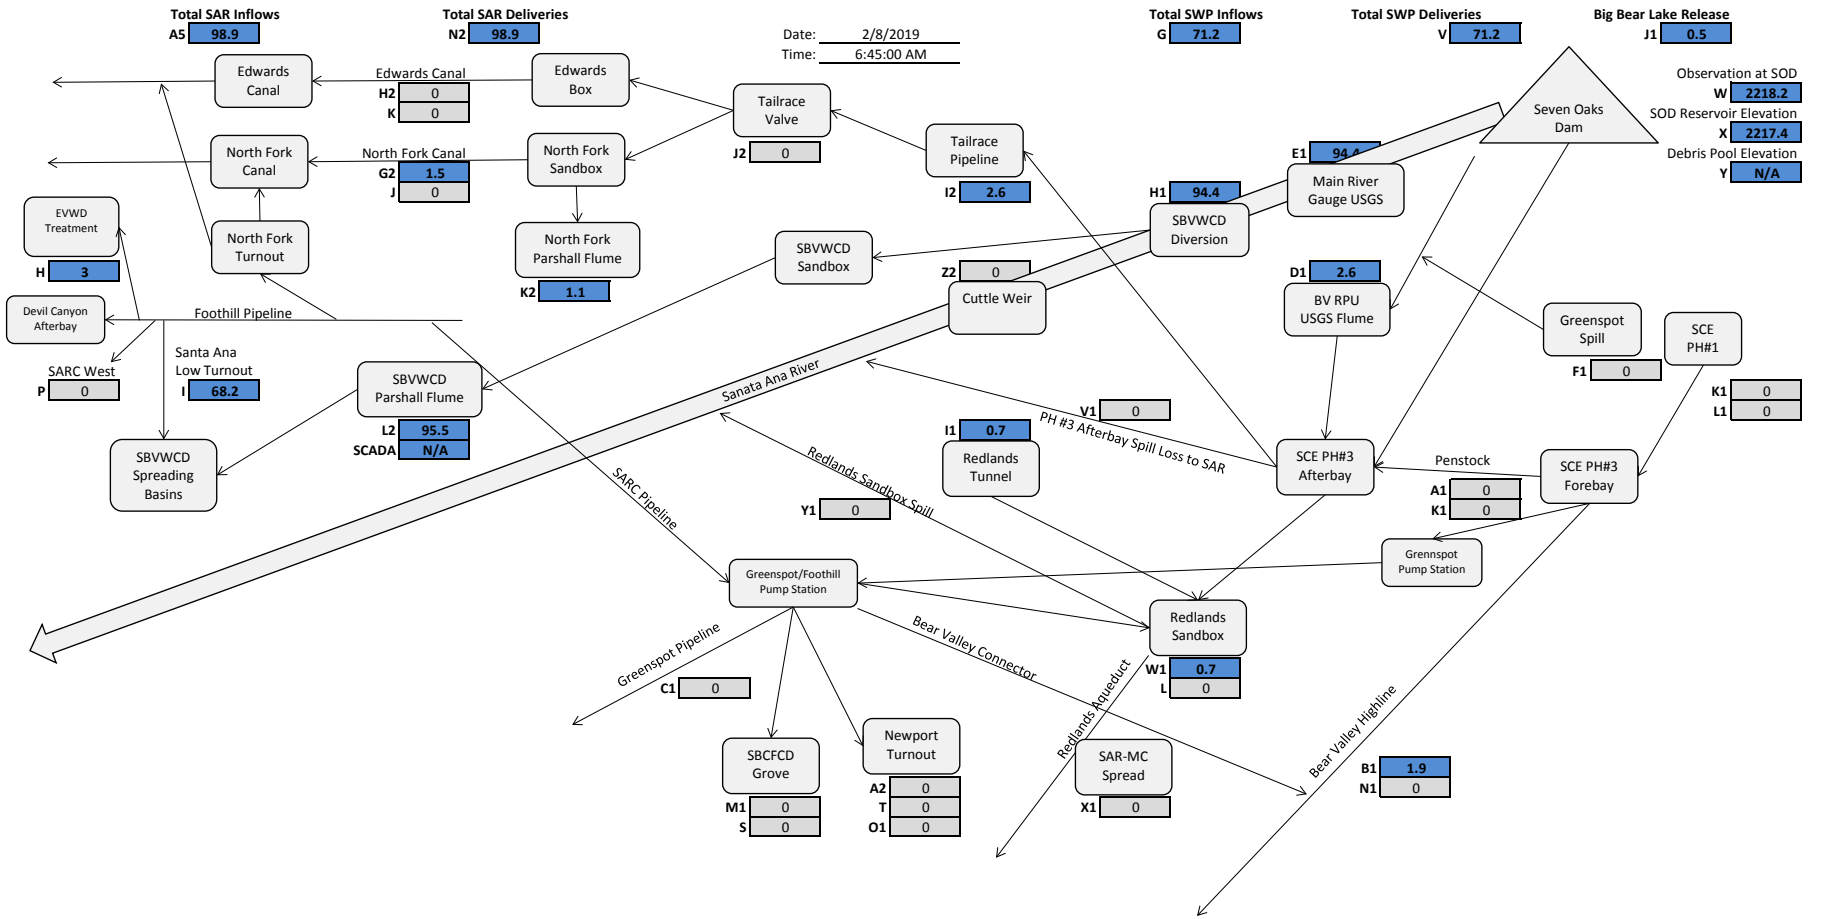 Total SAR Inflows
A5 98.9
Total SAR Deliveries
N2 98.9
Date: 2/8/2019
Time: 6:45:00 AM
Total SWP Inflows
G 71.2
Total SWP Deliveries
V 71.2
Big Bear Lake Release
J1 0.5
Observation at SOD
W 2218.2
SOD Reservoir Elevation
X 2217.4
Debris Pool Elevation
Y N/A
Seven Oaks
Dam
Edwards
Canal
Edwards Canal
H2 0
K 0
Edwards
Box
Tailrace
Valve
J2 0
Tailrace
Pipeline
I2 2.6
E1 94.4
Main River
Gauge USGS
H1 94.4
SBVWCD
Diversion
North Fork
Canal
North Fork Canal
G2 1.5
J 0
North Fork
Sandbox
EVWD
Treatment
H 3
North Fork
Turnout
North Fork
Parshall Flume
K2 1.1
SBVWCD
Sandbox
Z2 0
Cuttle Weir
D1 2.6
BV RPU
USGS Flume
Greenspot
Spill
F1 0
SCE
PH#1
K1 0
L1 0
Devil Canyon
Afterbay
Foothill Pipeline
SARC West
P 0
Santa Ana
Low Turnout
I 68.2
SBVWCD
Parshall Flume
L2 95.5
SCADA N/A
Sanata Ana River
V1 0
PH #3 Afterbay Spill Loss to SAR
I1 0.7
Redlands
Tunnel
SCE PH#3
Afterbay
Penstock
A1 0
K1 0
SCE PH#3
Forebay
SBVWCD
Spreading
Basins
SARC Pipeline
Redlands Sandbox Spill
Y1 0
Grennspot
Pump Station
Greenspot/Foothill
Pump Station
Redlands
Sandbox
W1 0.7
L 0
Greenspot Pipeline
C1 0
Bear Valley Connector
Redlands Aqueduct
Bear Valley Highline
SBCFCD
Grove
M1 0
S 0
Newport
Turnout
A2 0
T 0
O1 0
SAR-MC
Spread
X1 0
B1 1.9
N1 0